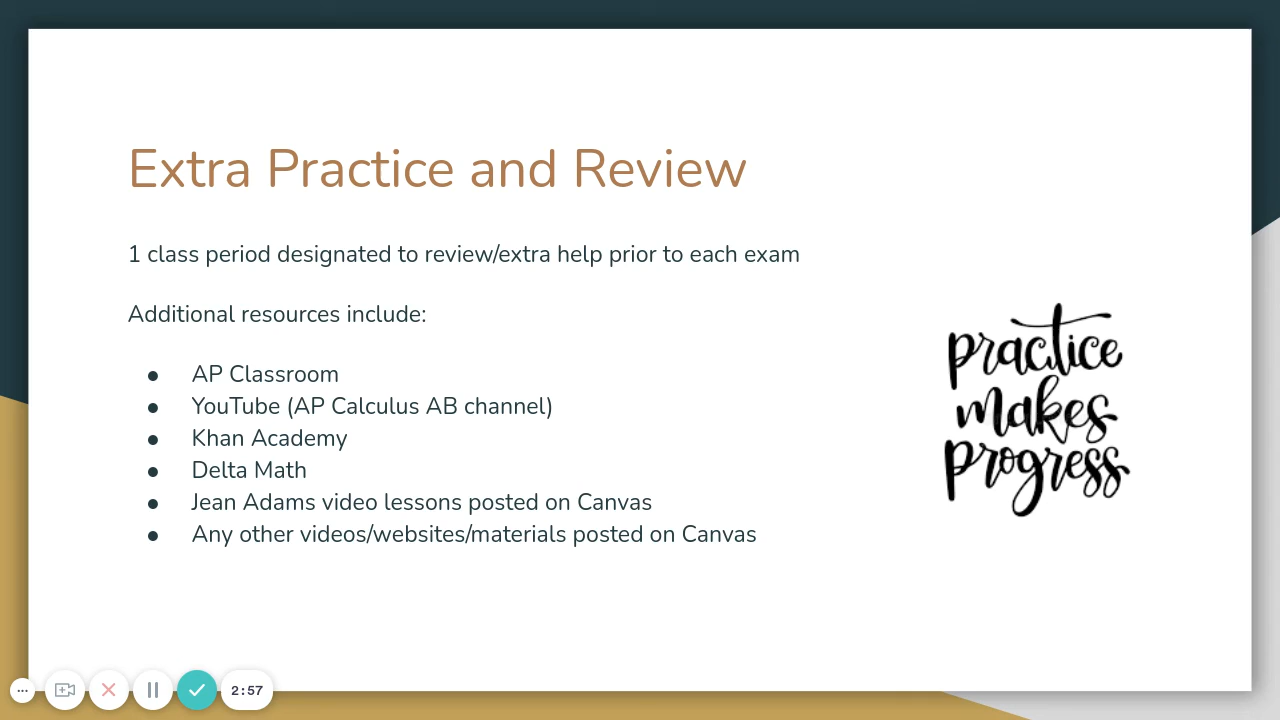 Extra Practice and Review
1 class period designated to review/extra help prior to each exam
Additional resources include:
● AP Classroom
● YouTube (AP Calculus AB channel)
● Khan Academy
● Delta Math
● Jean Adams video lessons posted on Canvas
● Any other videos/websites/materials posted on Canvas
practice
makes
progress
2:57